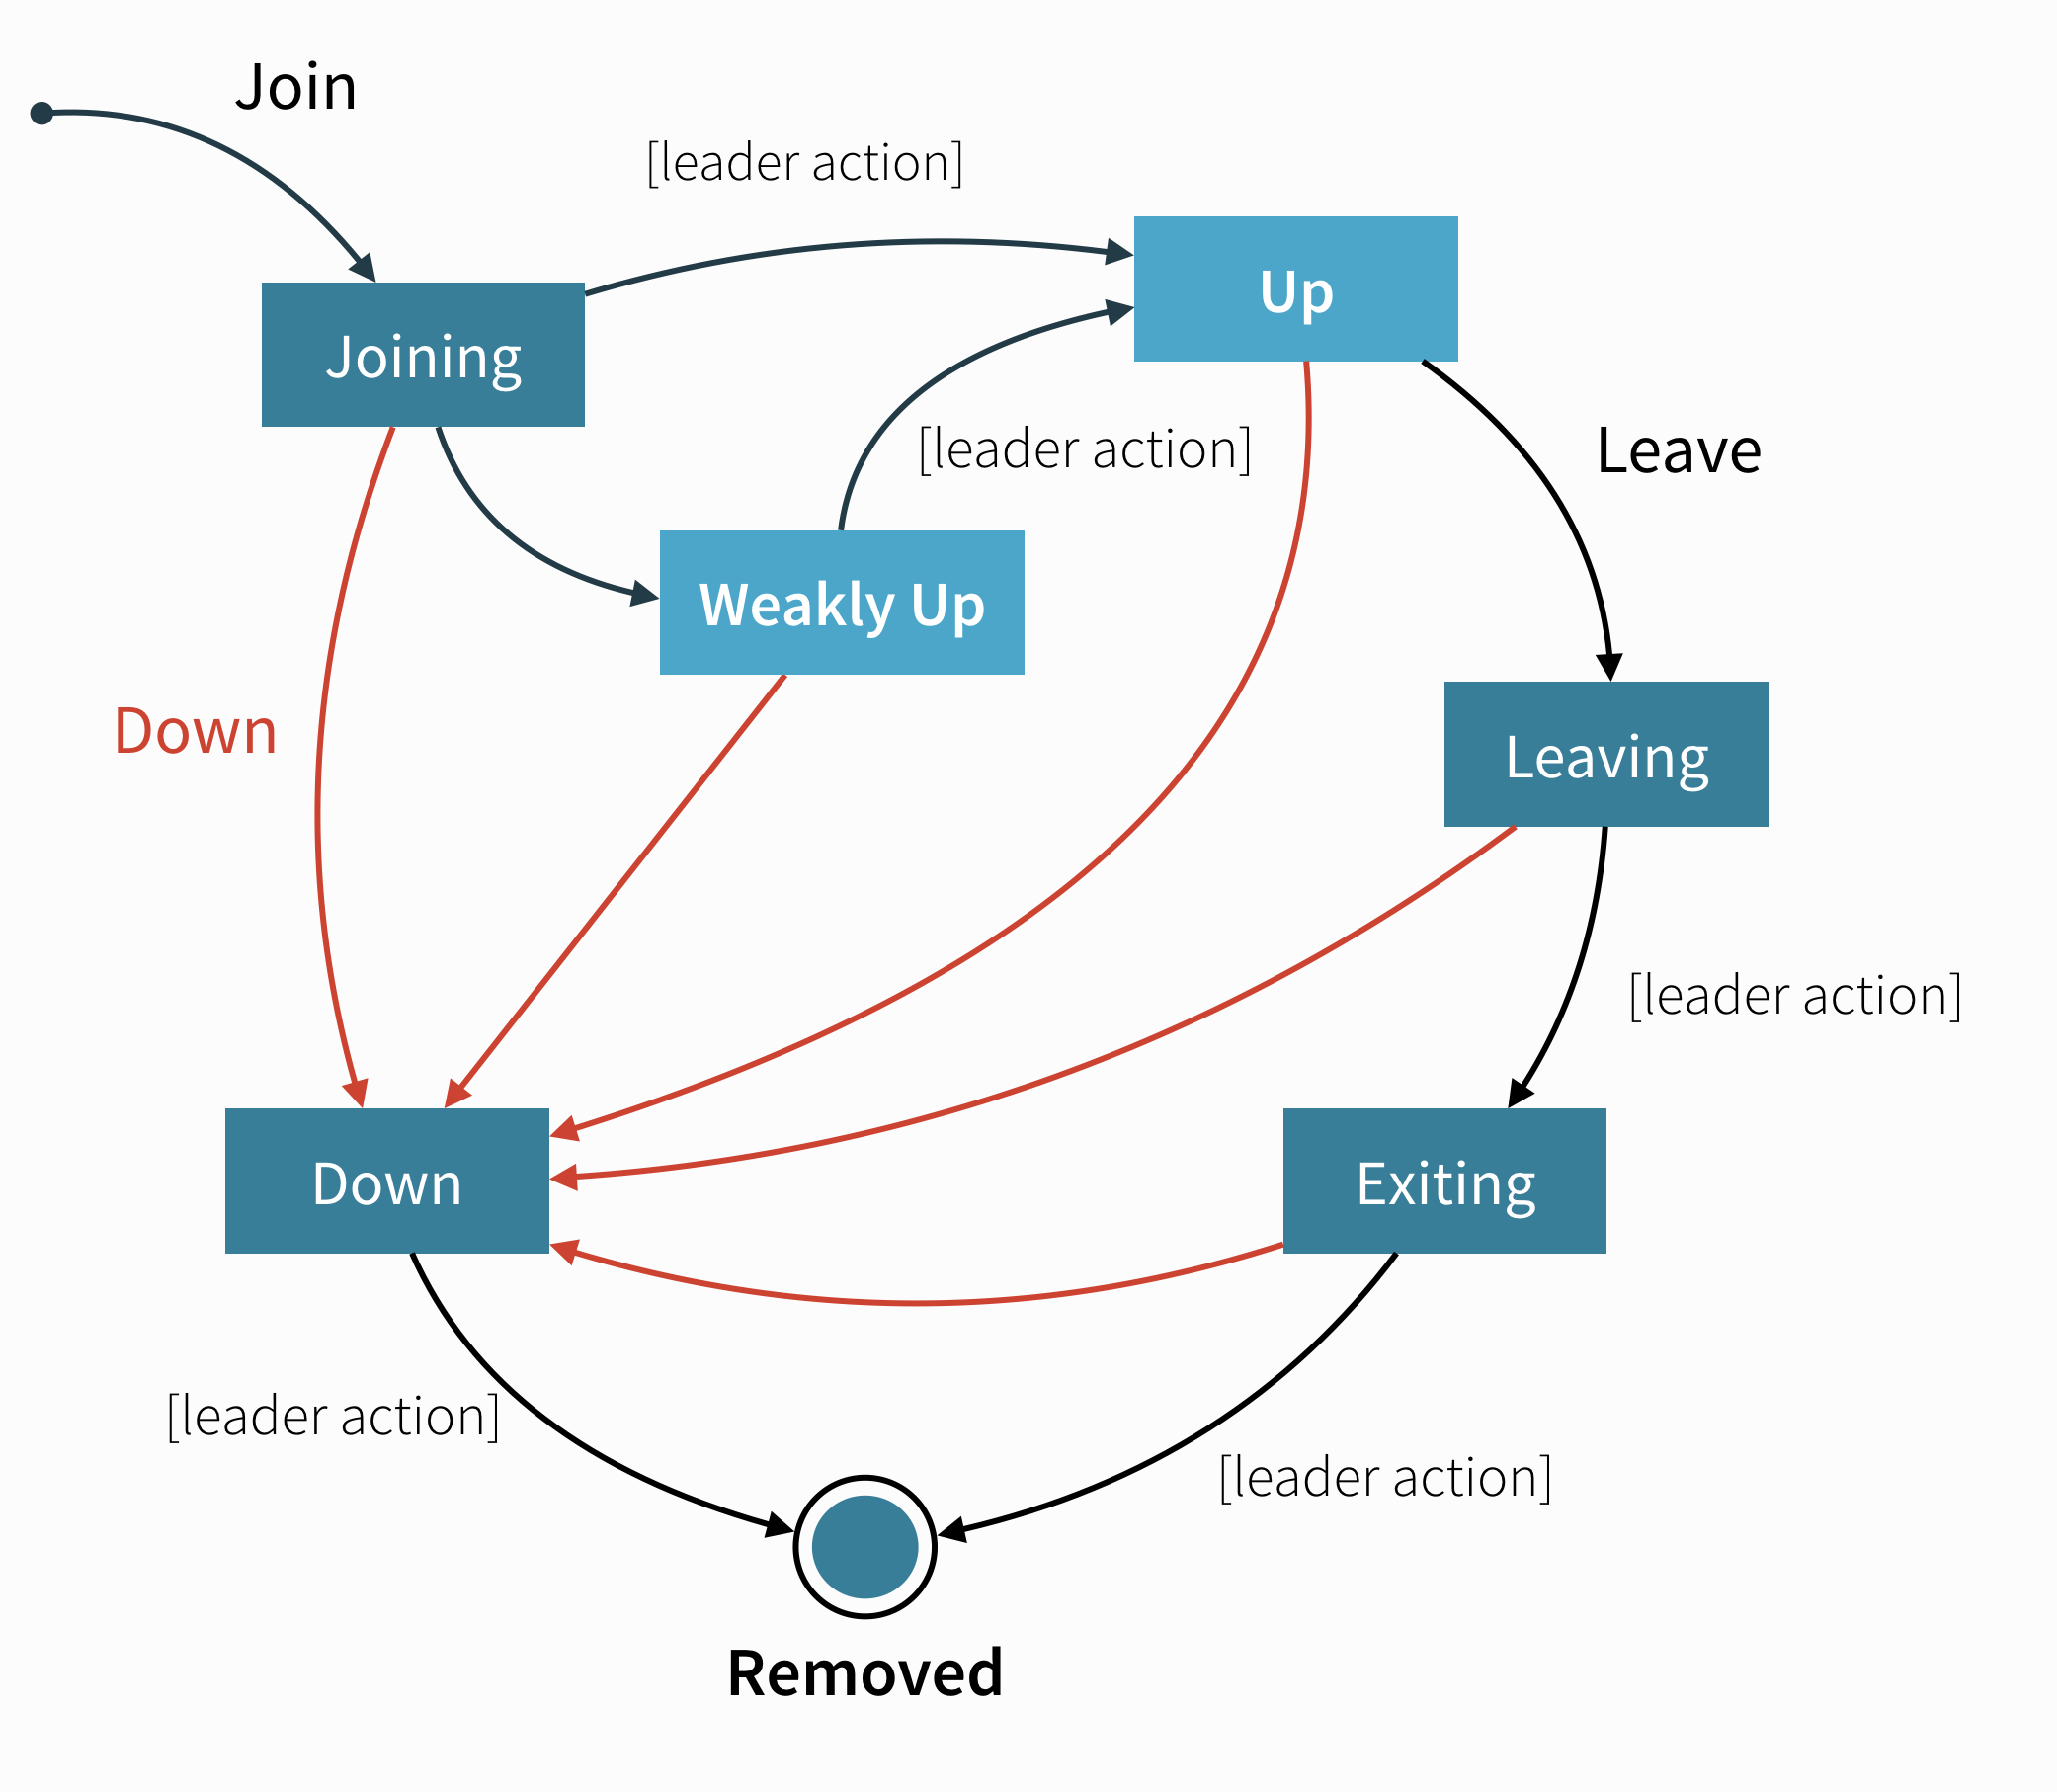 Join
[leader action]
Up
Joining
[leader action]
Leave
Weakly Up
Down
Leaving
[leader action]
Down
Exiting
[leader action]
[leader action]
Removed